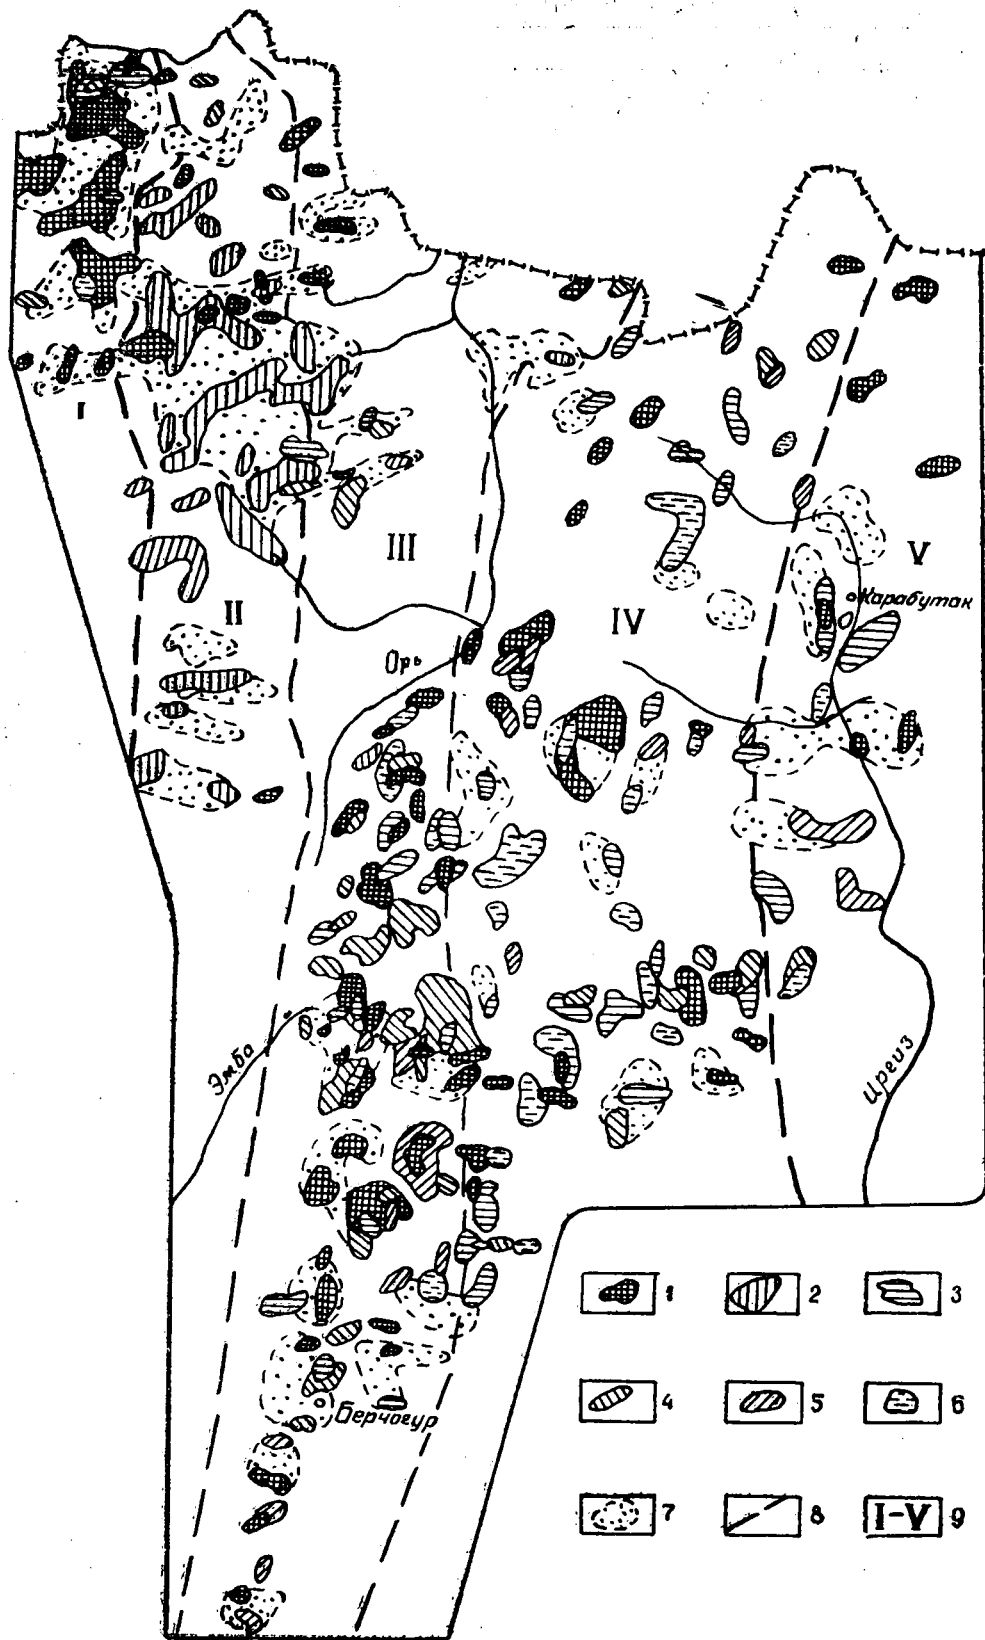 I
II
III
IV
V
Карабутак
Орь
Эмба
Иргиз
Берчогур
1 2 3
4 5 6
7 8 I-V 9